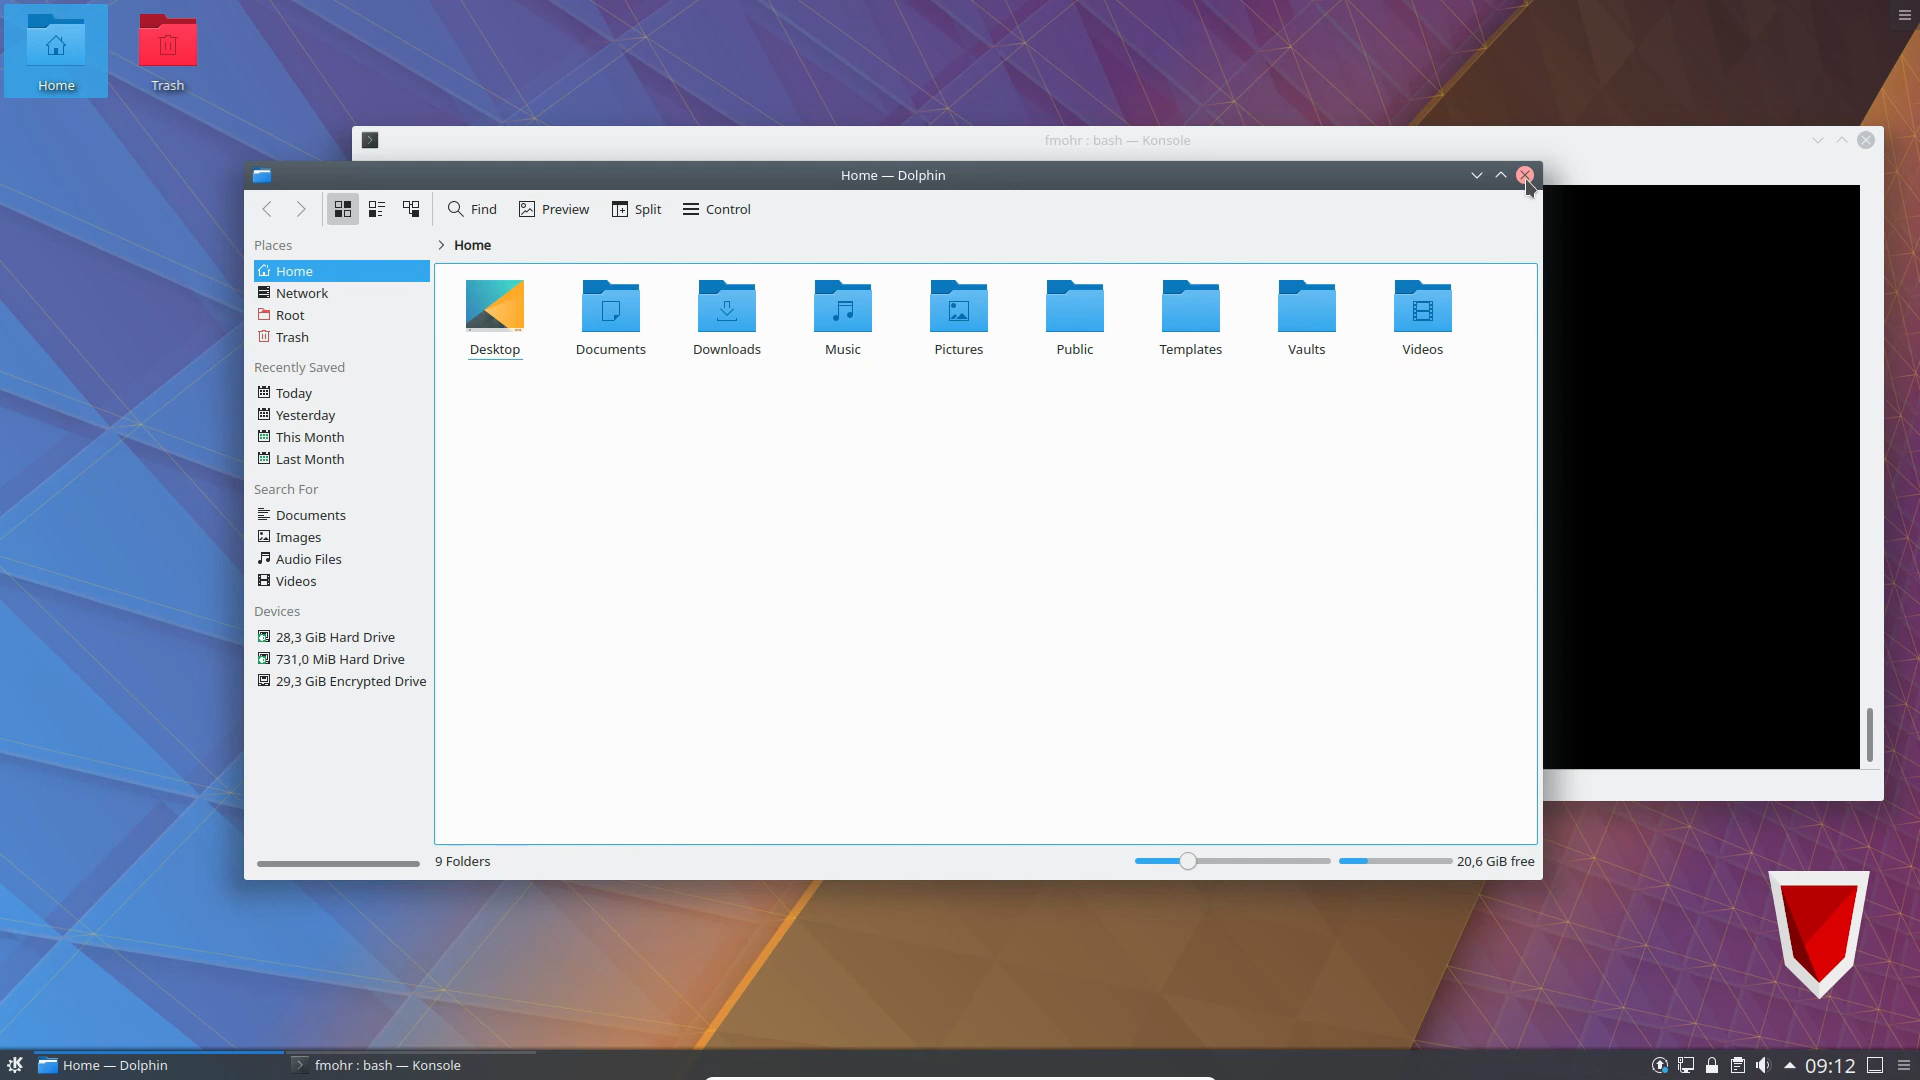 Home
Trash
fmohr : bash — Konsole
Home — Dolphin
Find
Preview
Split
Control
Places
Home
Network
Root
Trash
Recently Saved
Today
Yesterday
This Month
Last Month
Search For
Documents
Images
Audio Files
Videos
Devices
28,3 GiB Hard Drive
731,0 MiB Hard Drive
29,3 GiB Encrypted Drive
Home
Desktop
Documents
Downloads
Music
Pictures
Public
Templates
Vaults
Videos
9 Folders
20,6 GiB free
Home — Dolphin
fmohr : bash — Konsole
09:12